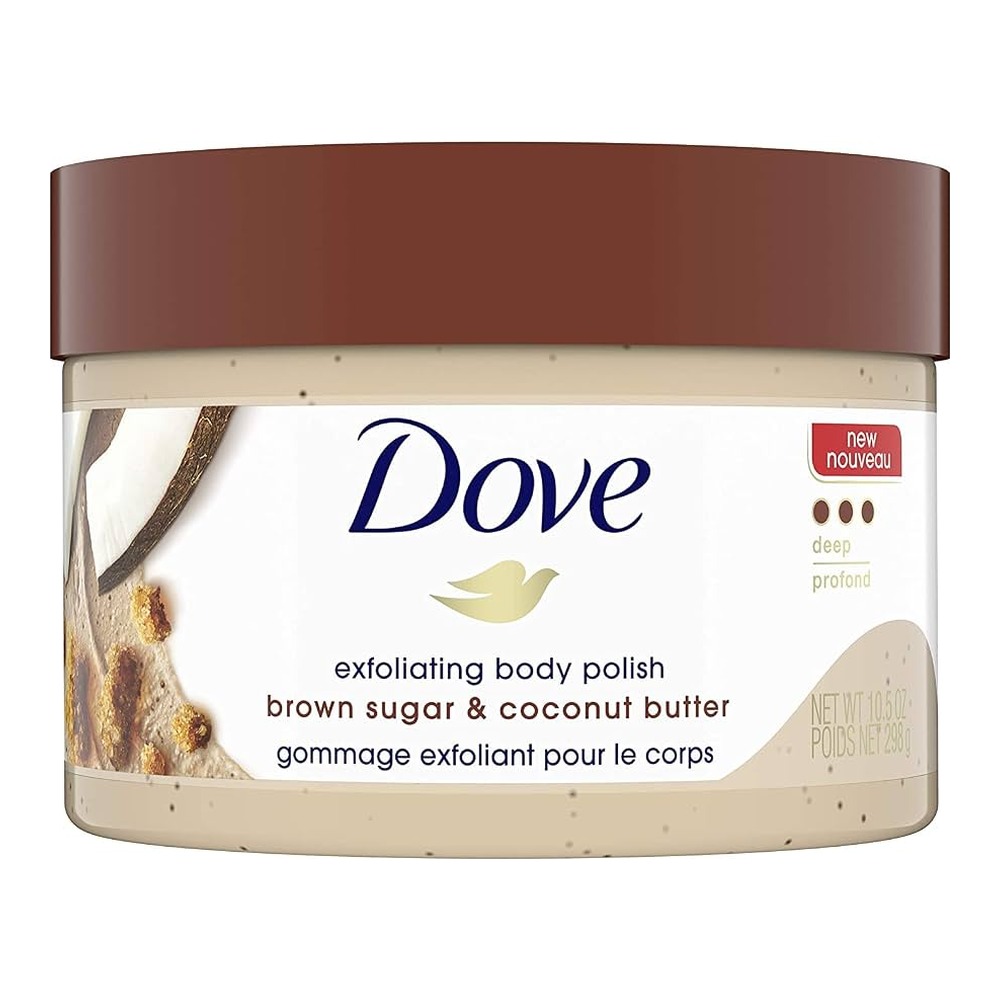 Dove
new
nouveau
deep
profond
exfoliating body polish
brown sugar & coconut butter
gommage exfoliant pour le corps
NET WT 10.5 OZ •
POIDS NET 298 g